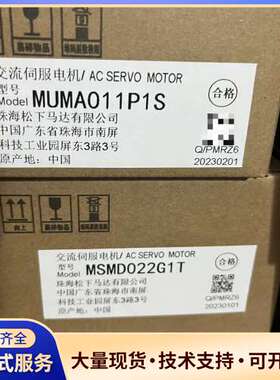 交流伺服电机/ AC SERVO MOTOR
型号
Model MUMA011P1S
合格
珠海松下马达有限公司
中国广东省珠海市南屏
科技工业园屏东3路3号
原产地：中国
Q/PMRZ6
20230201
交流伺服电机/ AC SERVO MOTOR
型号
Model MSMD022G1T
合格
珠海松下马达有限公司
中国广东省珠海市南屏
科技工业园屏东3路3号
原产地：中国
Q/PMRZ6
20230101
齐全
式服务
大量现货·技术支持·可开